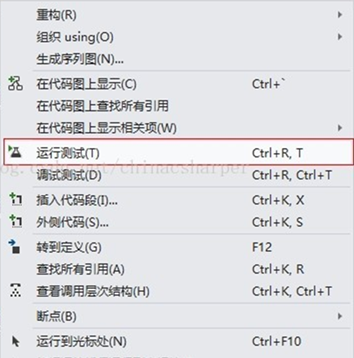 重构(R)
组织 using(O)
生成序列图(N)...
在代码图上显示(C) Ctrl+`
在代码图上查找所有引用
在代码图上显示相关项(W)
运行测试(T) Ctrl+R, T
调试测试(D) Ctrl+R, Ctrl+T
插入代码段(I)... Ctrl+K, X
外侧代码(S)... Ctrl+K, S
转到定义(G) F12
查找所有引用(A) Ctrl+K, R
查看调用层次结构(H) Ctrl+K, Ctrl+T
断点(B)
运行到光标处(N) Ctrl+F10